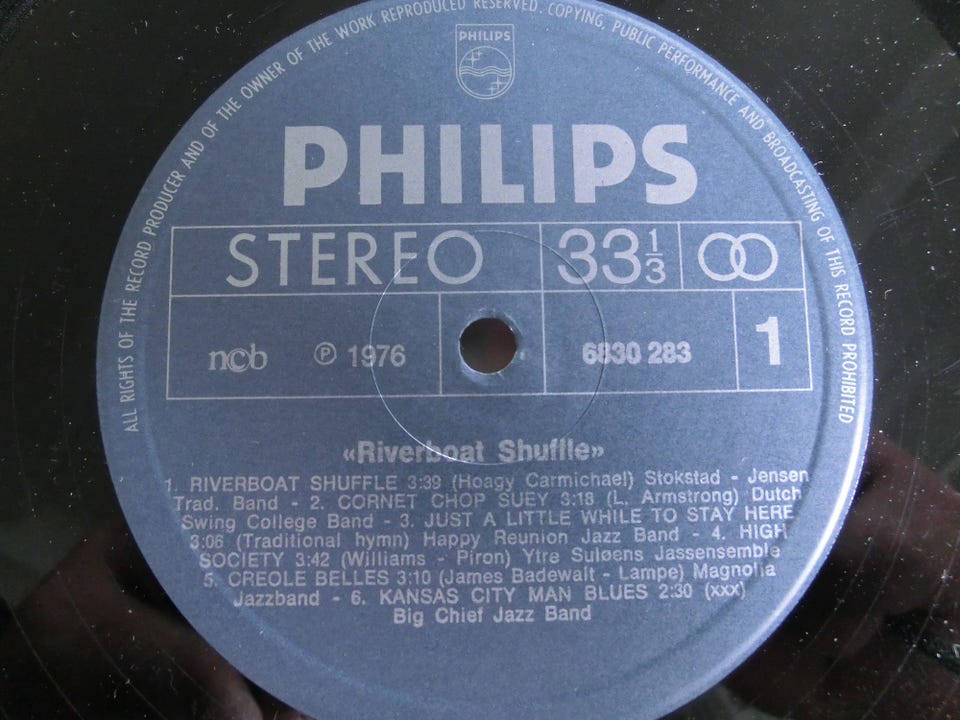 ALL RIGHTS OF THE RECORD PRODUCER AND OF THE OWNER OF THE WORK REPRODUCED RESERVED. COPYING, PUBLIC PERFORMANCE AND BROADCASTING OF THIS RECORD PROHIBITED
PHILIPS
PHILIPS
STEREO 33 1/3
ncb ℗ 1976 6830 283 1
«Riverboat Shuffle»
1. RIVERBOAT SHUFFLE 3:39 (Hoagy Carmichael) Stokstad - Jensen
Trad. Band - 2. CORNET CHOP SUEY 3:18 (L. Armstrong) Dutch
Swing College Band - 3. JUST A LITTLE WHILE TO STAY HERE
3:06 (Traditional hymn) Happy Reunion Jazz Band - 4. HIGH
SOCIETY 3:42 (Williams - Piron) Ytre Suløens Jassensemble
5. CREOLE BELLES 3:10 (James Badewalt - Lampe) Magnolia
Jazzband - 6. KANSAS CITY MAN BLUES 2:30 (xxx)
Big Chief Jazz Band